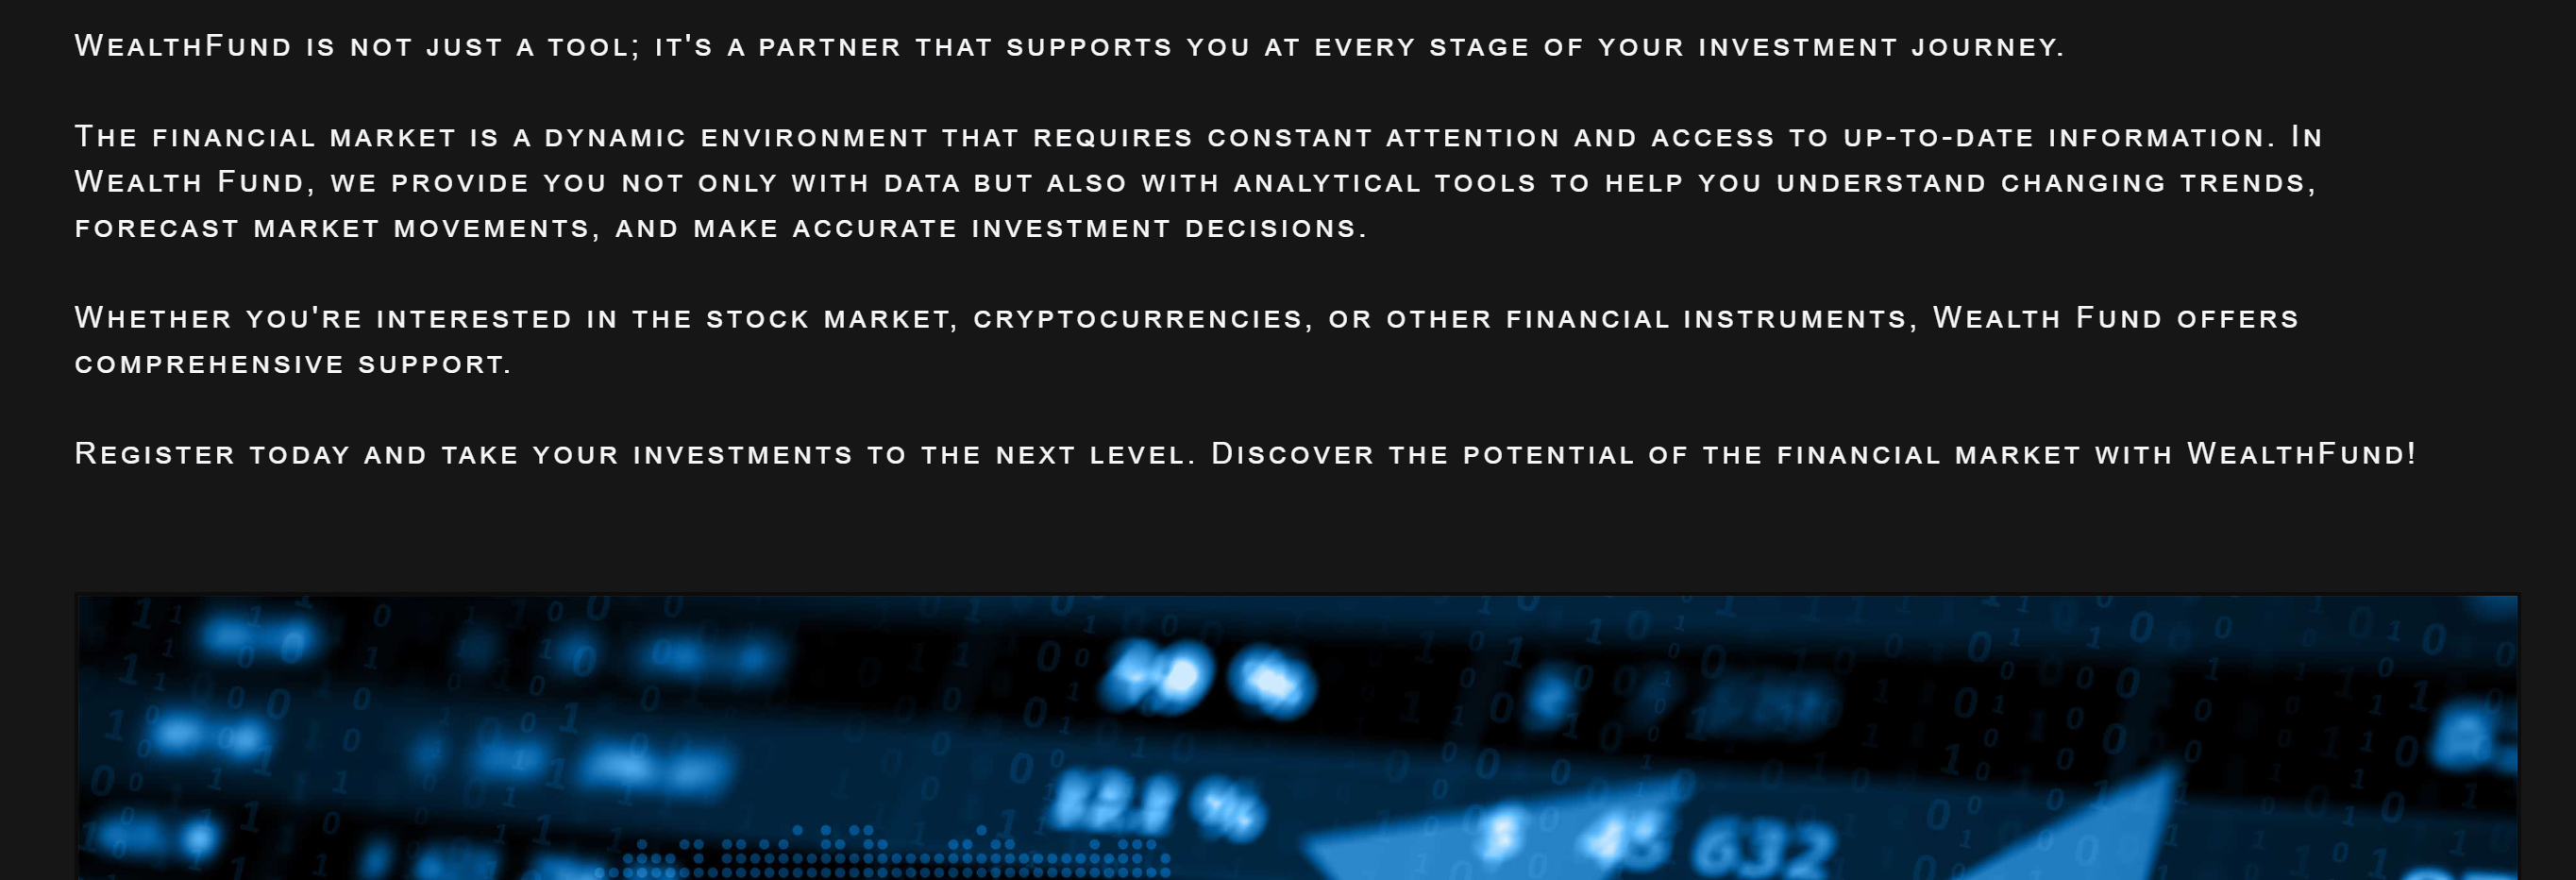 WealthFund is not just a tool; it's a partner that supports you at every stage of your investment journey.
The financial market is a dynamic environment that requires constant attention and access to up-to-date information. In
Wealth Fund, we provide you not only with data but also with analytical tools to help you understand changing trends,
forecast market movements, and make accurate investment decisions.
Whether you're interested in the stock market, cryptocurrencies, or other financial instruments, Wealth Fund offers
comprehensive support.
Register today and take your investments to the next level. Discover the potential of the financial market with WealthFund!
632